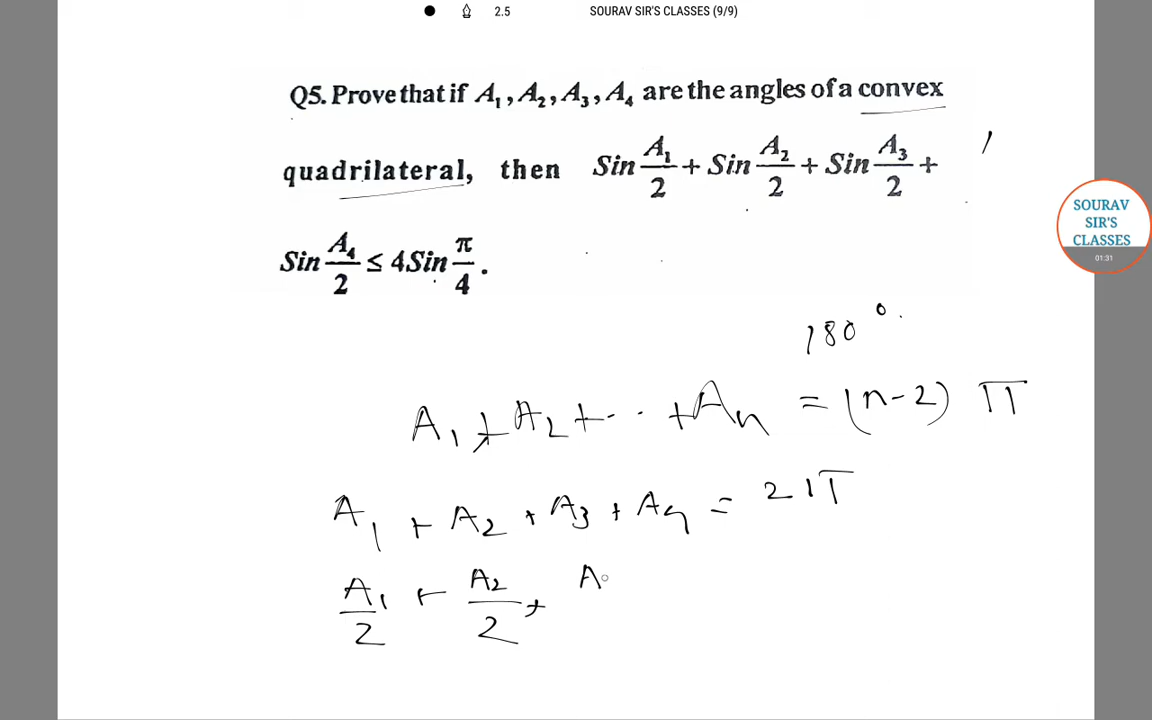 2.5 SOURAV SIR'S CLASSES (9/9)
Q5. Prove that if A₁, A₂, A₃, A₄ are the angles of a convex
quadrilateral, then Sin A₁/2 + Sin A₂/2 + Sin A₃/2 +
Sin A₄/2 ≤ 4Sin π/4.
SOURAV
SIR'S
CLASSES
01:31
180°.
A₁ + A₂ + ... + Aₙ = (n-2) π
A₁ + A₂ + A₃ + A₄ = 2π
A₁/2 + A₂/2 + A